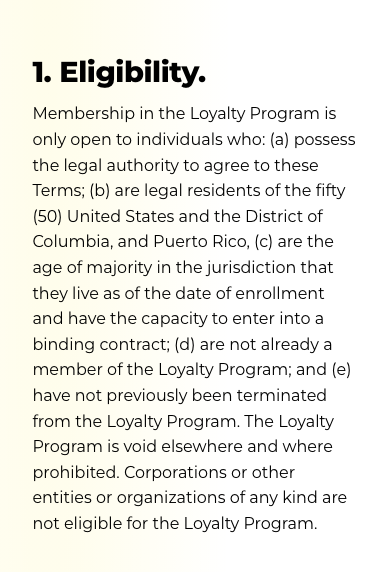 1. Eligibility.
Membership in the Loyalty Program is
only open to individuals who: (a) possess
the legal authority to agree to these
Terms; (b) are legal residents of the fifty
(50) United States and the District of
Columbia, and Puerto Rico, (c) are the
age of majority in the jurisdiction that
they live as of the date of enrollment
and have the capacity to enter into a
binding contract; (d) are not already a
member of the Loyalty Program; and (e)
have not previously been terminated
from the Loyalty Program. The Loyalty
Program is void elsewhere and where
prohibited. Corporations or other
entities or organizations of any kind are
not eligible for the Loyalty Program.